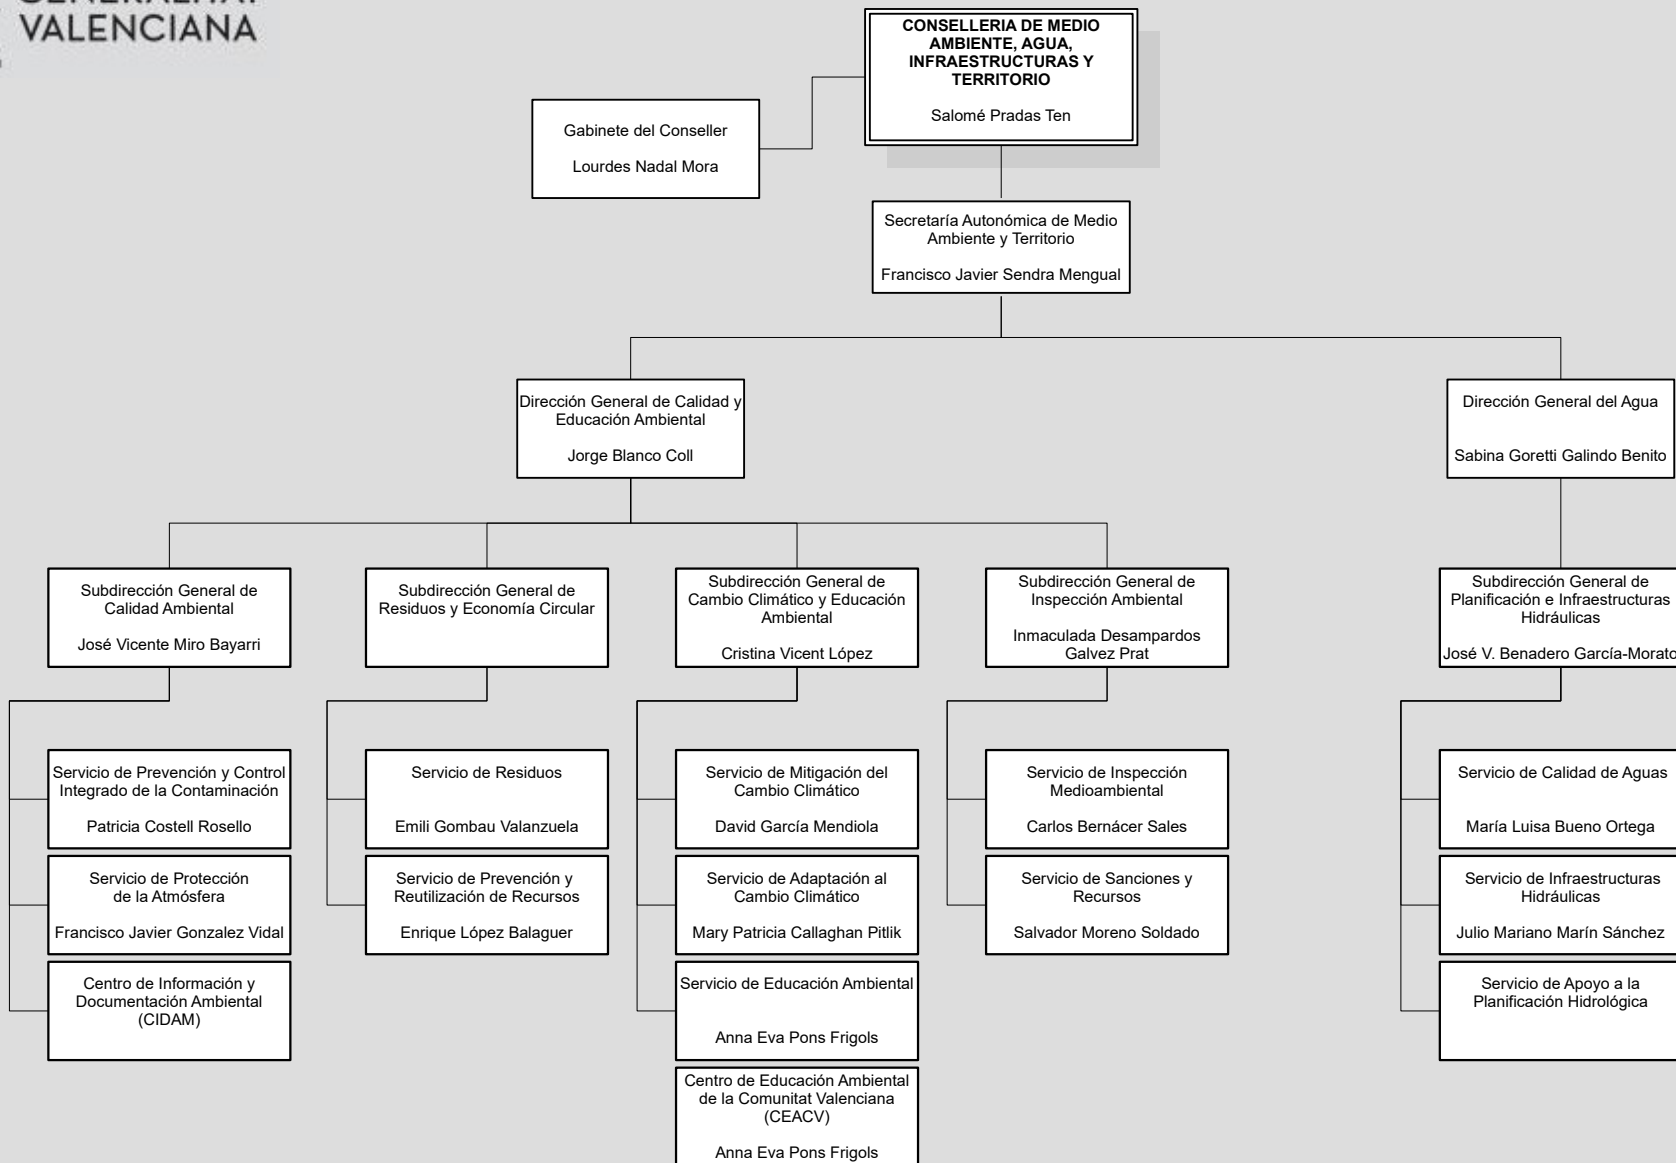 VALENCIANA
CONSELLERIA DE MEDIO
AMBIENTE, AGUA,
INFRAESTRUCTURAS Y
TERRITORIO
Salomé Pradas Ten
Gabinete del Conseller
Lourdes Nadal Mora
Secretaría Autonómica de Medio
Ambiente y Territorio
Francisco Javier Sendra Mengual
Dirección General de Calidad y
Educación Ambiental
Jorge Blanco Coll
Dirección General del Agua
Sabina Goretti Galindo Benito
Subdirección General de
Calidad Ambiental
José Vicente Miro Bayarri
Subdirección General de
Residuos y Economía Circular
Subdirección General de
Cambio Climático y Educación
Ambiental
Cristina Vicent López
Subdirección General de
Inspección Ambiental
Inmaculada Desampardos
Galvez Prat
Subdirección General de
Planificación e Infraestructuras
Hidráulicas
José V. Benadero García-Morato
Servicio de Prevención y Control
Integrado de la Contaminación
Patricia Costell Rosello
Servicio de Protección
de la Atmósfera
Francisco Javier Gonzalez Vidal
Centro de Información y
Documentación Ambiental
(CIDAM)
Servicio de Residuos
Emili Gombau Valanzuela
Servicio de Prevención y
Reutilización de Recursos
Enrique López Balaguer
Servicio de Mitigación del
Cambio Climático
David García Mendiola
Servicio de Adaptación al
Cambio Climático
Mary Patricia Callaghan Pitlik
Servicio de Educación Ambiental
Anna Eva Pons Frigols
Centro de Educación Ambiental
de la Comunitat Valenciana
(CEACV)
Anna Eva Pons Frigols
Servicio de Inspección
Medioambiental
Carlos Bernácer Sales
Servicio de Sanciones y
Recursos
Salvador Moreno Soldado
Servicio de Calidad de Aguas
María Luisa Bueno Ortega
Servicio de Infraestructuras
Hidráulicas
Julio Mariano Marín Sánchez
Servicio de Apoyo a la
Planificación Hidrológica